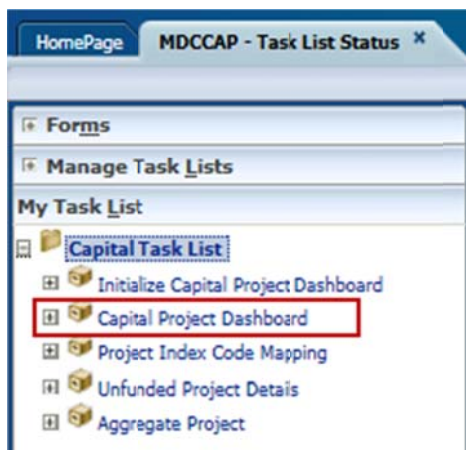 HomePage MDCCAP - Task List Status
Forms
Manage Task Lists
My Task List
Capital Task List
Initialize Capital Project Dashboard
Capital Project Dashboard
Project Index Code Mapping
Unfunded Project Details
Aggregate Project